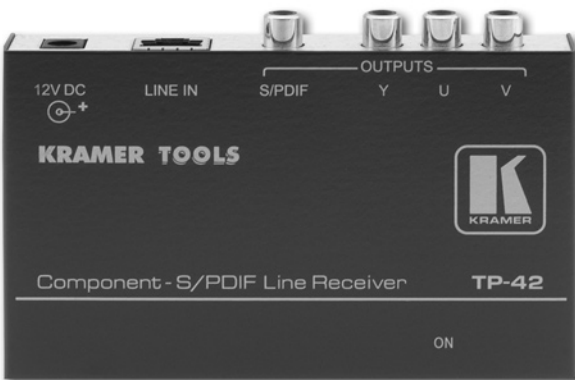 OUTPUTS
12V DC LINE IN S/PDIF Y U V
+
KRAMER TOOLS
K
KRAMER
Component - S/PDIF Line Receiver TP-42
ON